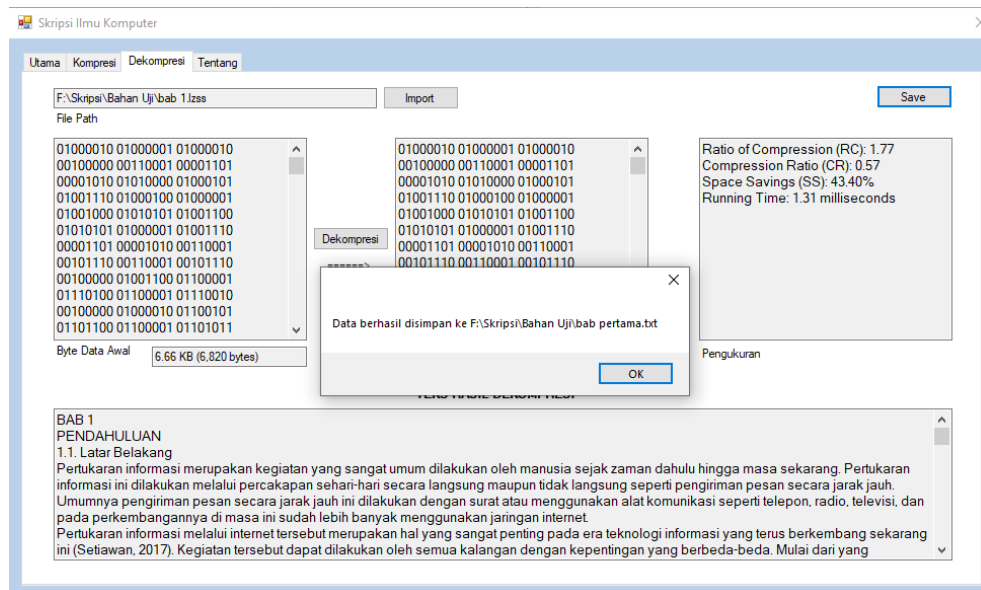 Skripsi Ilmu Komputer
Utama Kompresi Dekompresi Tentang
F:\Skripsi\Bahan Uji\bab 1.lzss
Import
Save
File Path
01000010 01000001 01000010
00100000 00110001 00001101
00001010 01010000 01000101
01001110 01000100 01000001
01001000 01010101 01001100
01010101 01000001 01001110
00001101 00001010 00110001
00101110 00110001 00101110
00100000 01001100 01100001
01110100 01100001 01110010
00100000 01000010 01100101
01101100 01100001 01101011
Byte Data Awal
6.66 KB (6,820 bytes)
Dekompresi
======>
01000010 01000001 01000010
00100000 00110001 00001101
00001010 01010000 01000101
01001110 01000100 01000001
01001000 01010101 01001100
01010101 01000001 01001110
00001101 00001010 00110001
00101110 00110001 00101110
Ratio of Compression (RC): 1.77
Compression Ratio (CR): 0.57
Space Savings (SS): 43.40%
Running Time: 1.31 milliseconds
Pengukuran
Data berhasil disimpan ke F:\Skripsi\Bahan Uji\bab pertama.txt
OK
TEKS HASIL DEKOMPRESI
BAB 1
PENDAHULUAN
1.1. Latar Belakang
Pertukaran informasi merupakan kegiatan yang sangat umum dilakukan oleh manusia sejak zaman dahulu hingga masa sekarang. Pertukaran
informasi ini dilakukan melalui percakapan sehari-hari secara langsung maupun tidak langsung seperti pengiriman pesan secara jarak jauh.
Umumnya pengiriman pesan secara jarak jauh ini dilakukan dengan surat atau menggunakan alat komunikasi seperti telepon, radio, televisi, dan
pada perkembangannya di masa ini sudah lebih banyak menggunakan jaringan internet.
Pertukaran informasi melalui internet tersebut merupakan hal yang sangat penting pada era teknologi informasi yang terus berkembang sekarang
ini (Setiawan, 2017). Kegiatan tersebut dapat dilakukan oleh semua kalangan dengan kepentingan yang berbeda-beda. Mulai dari yang